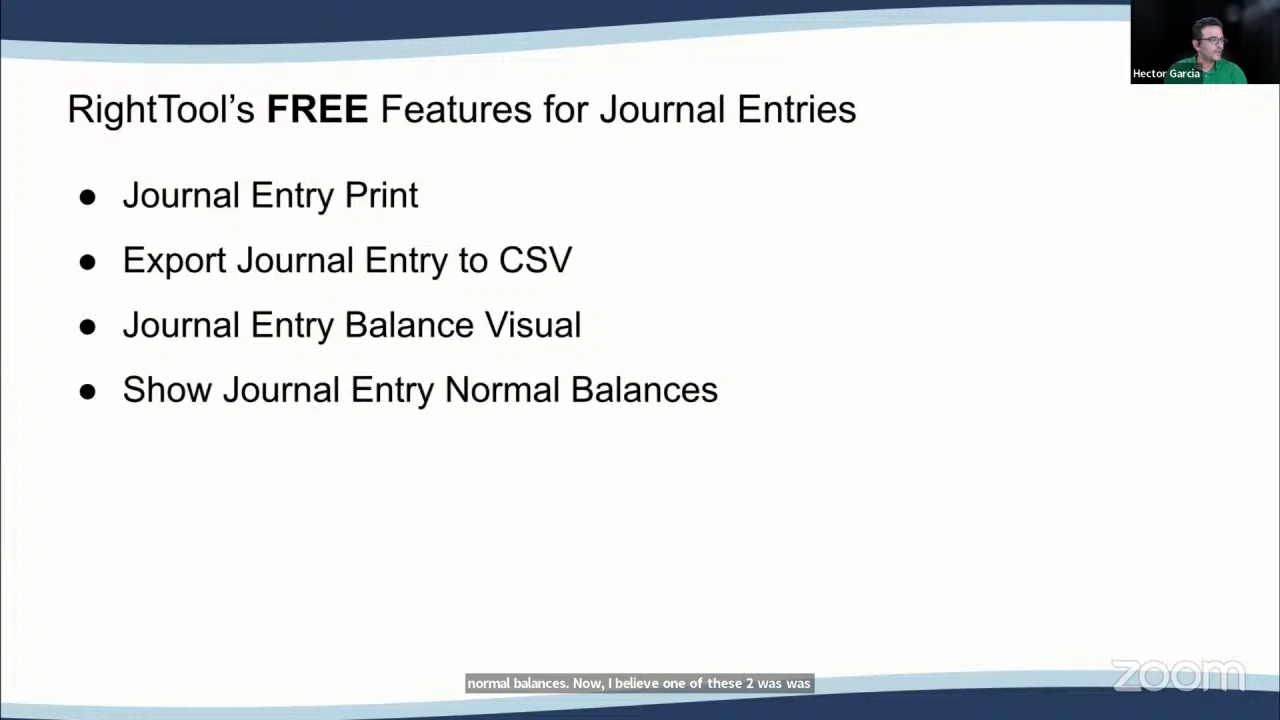 Hector Garcia
RightTool’s FREE Features for Journal Entries
● Journal Entry Print
● Export Journal Entry to CSV
● Journal Entry Balance Visual
● Show Journal Entry Normal Balances
normal balances. Now, I believe one of these 2 was was
zoom